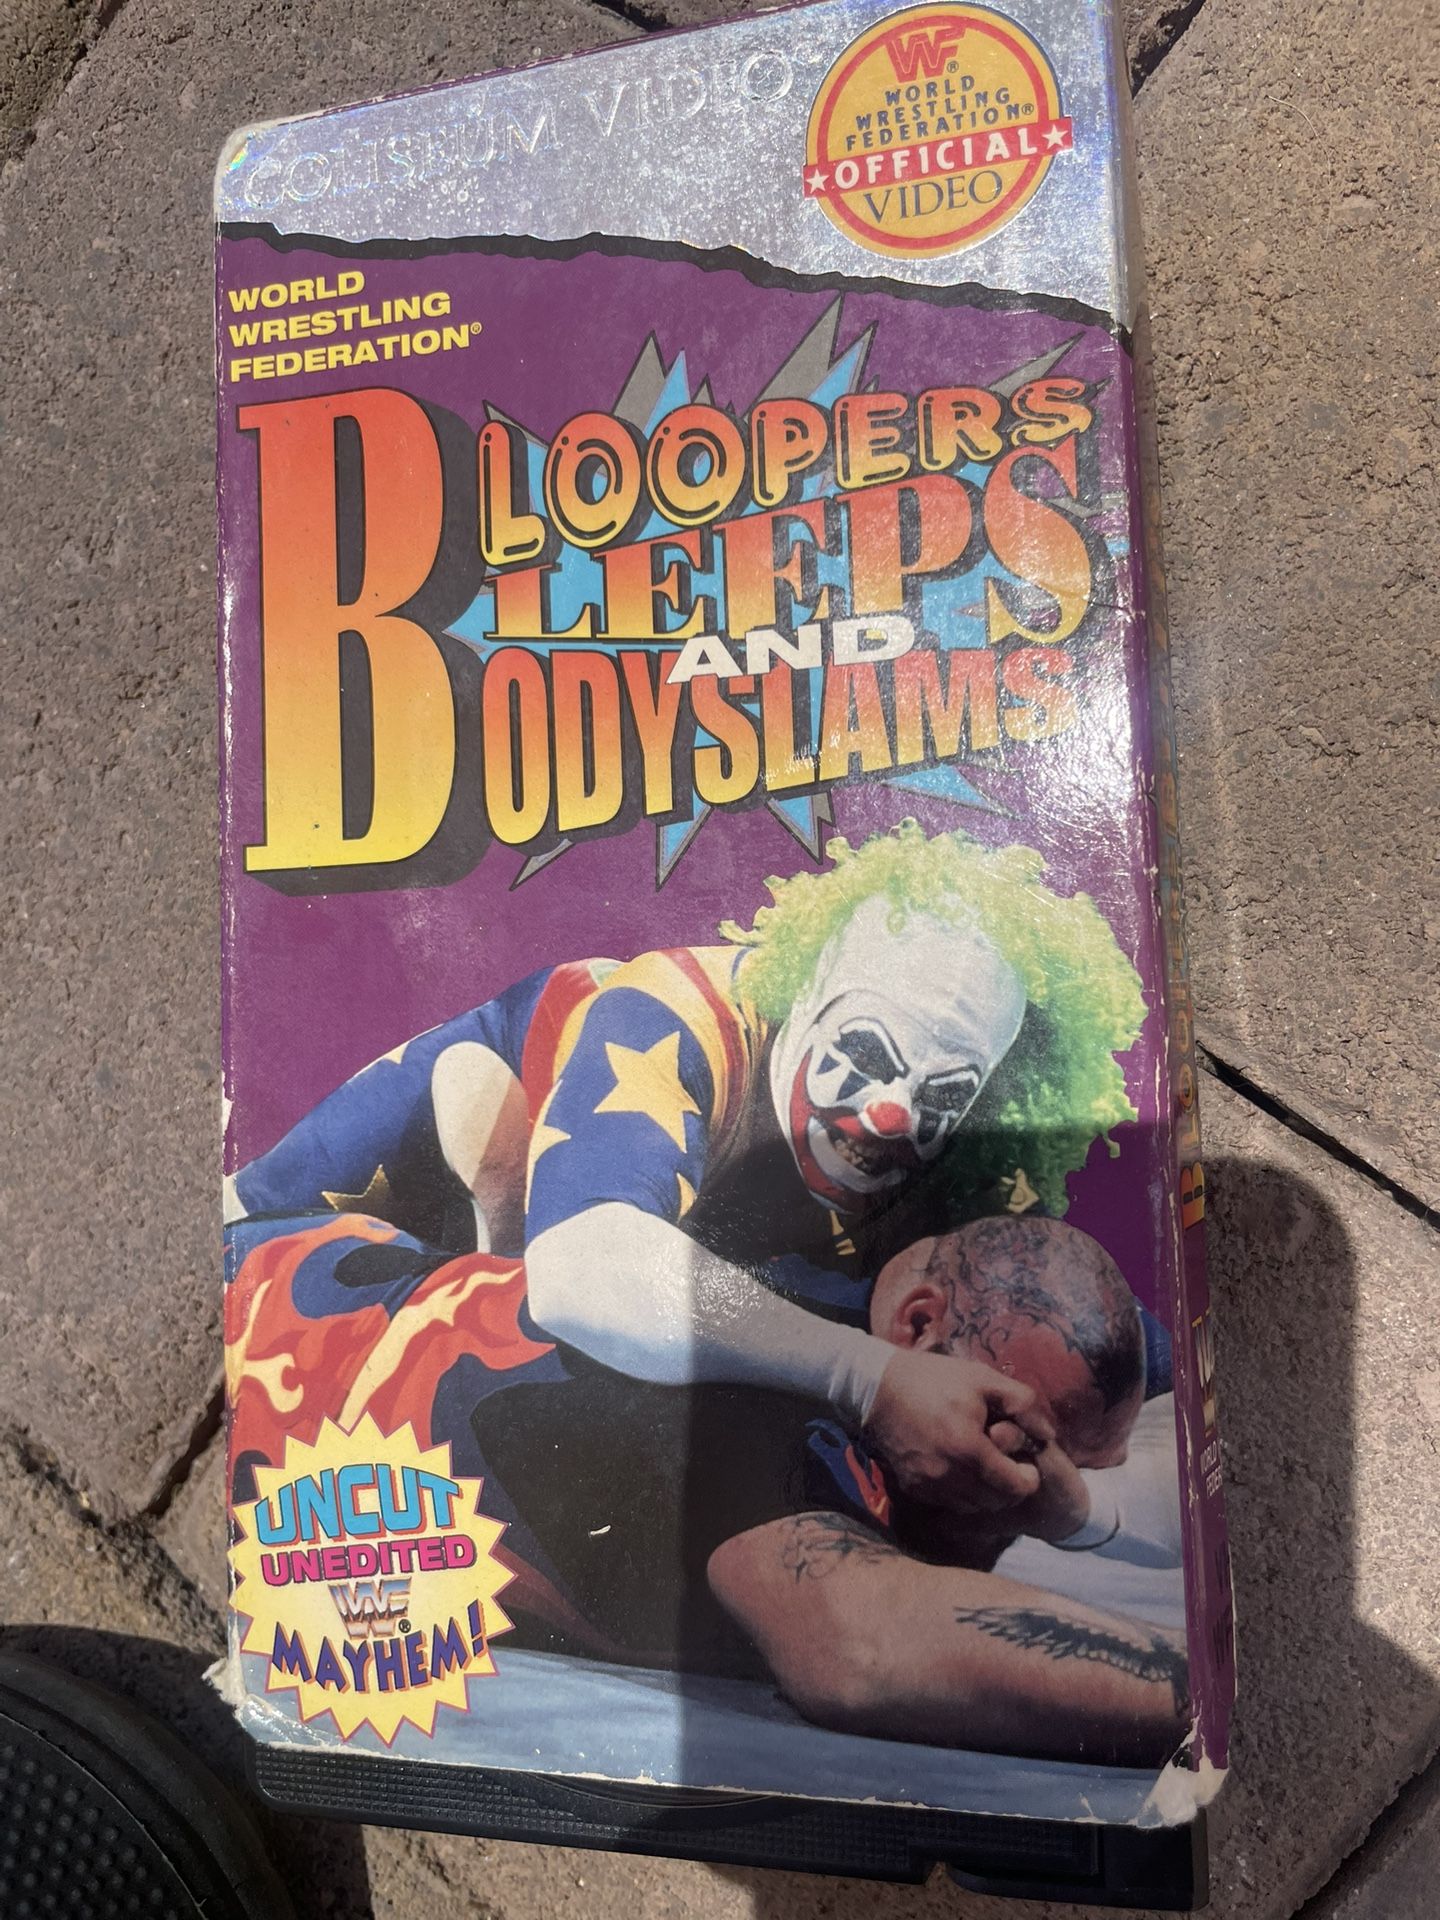 COLISEUM VIDEO
WWF®
WORLD
WRESTLING
FEDERATION®
★OFFICIAL★
VIDEO
WORLD
WRESTLING
FEDERATION®
BLOOPERS
BLEEPS
AND
BODYSLAMS
UNCUT
UNEDITED
WWF®
MAYHEM!